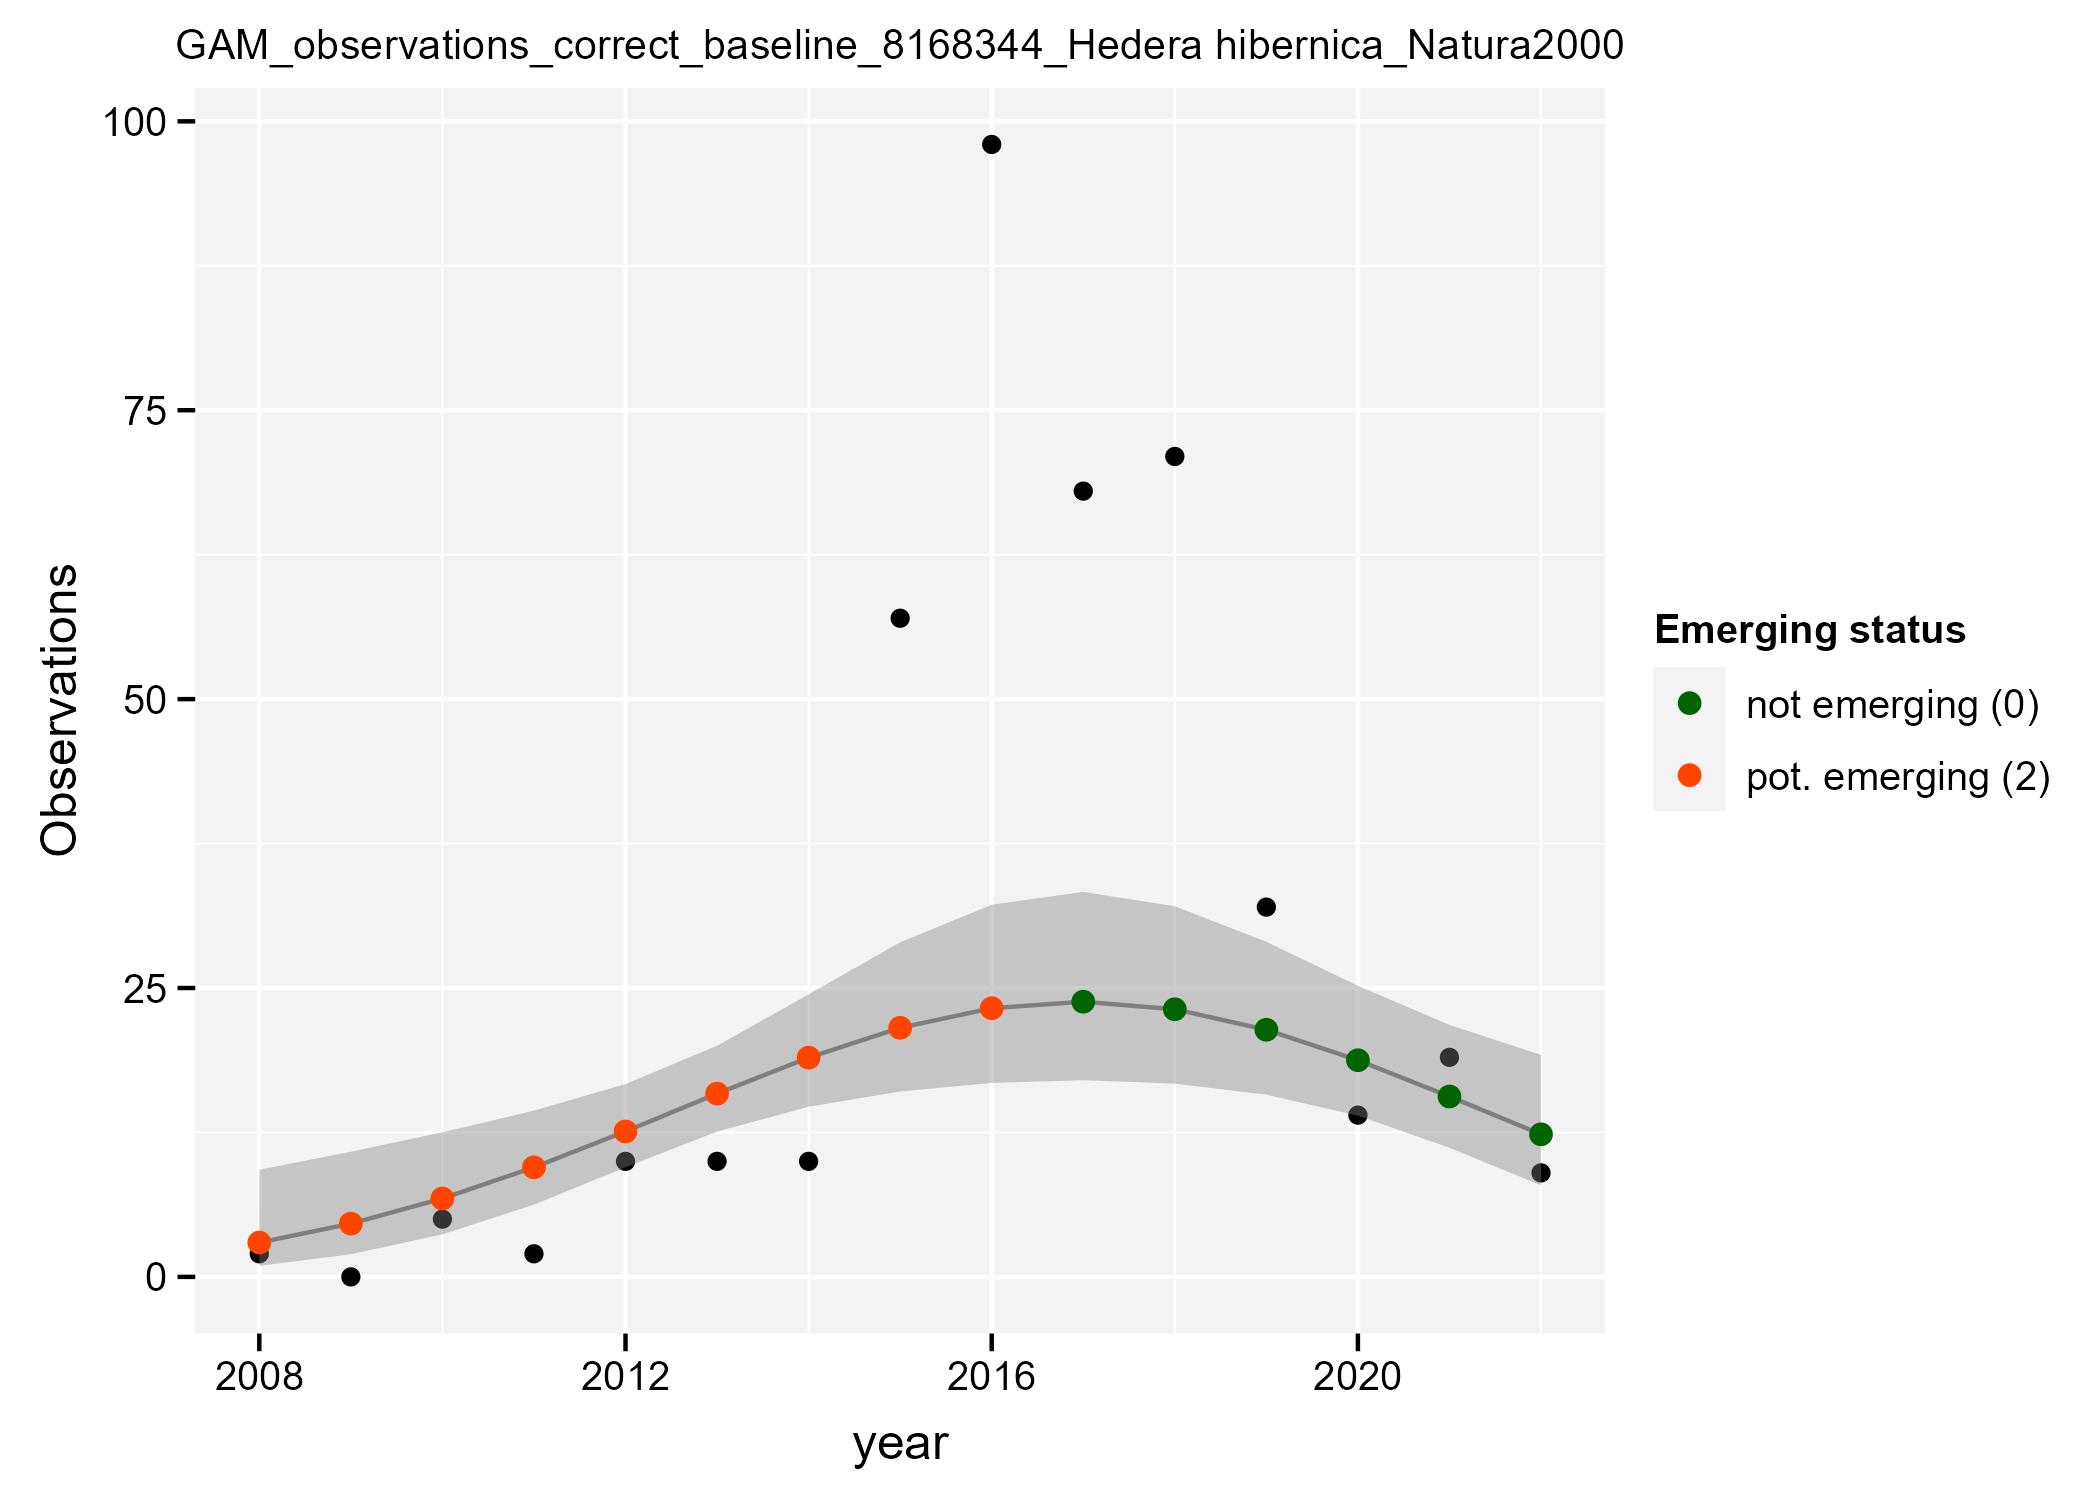 GAM_observations_correct_baseline_8168344_Hedera hibernica_Natura2000
100
75
50
25
0
Observations
2008
2012
2016
2020
year
Emerging status
not emerging (0)
pot. emerging (2)